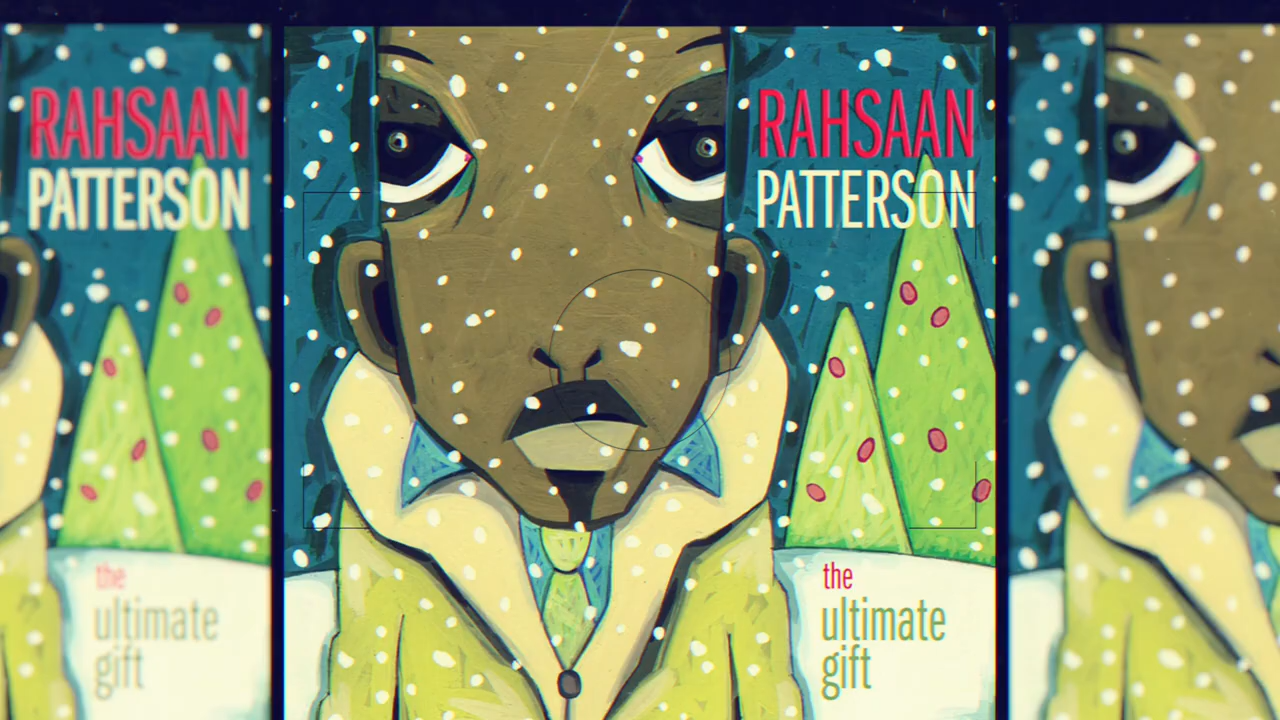 RAHSAAN
PATTERSON
the
ultimate
gift
RAHSAAN
PATTERSON
the
ultimate
gift